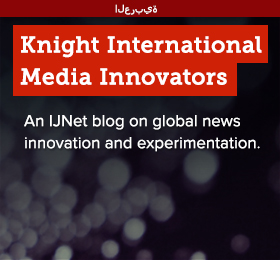 العربية
Knight International
Media Innovators
An IJNet blog on global news
innovation and experimentation.